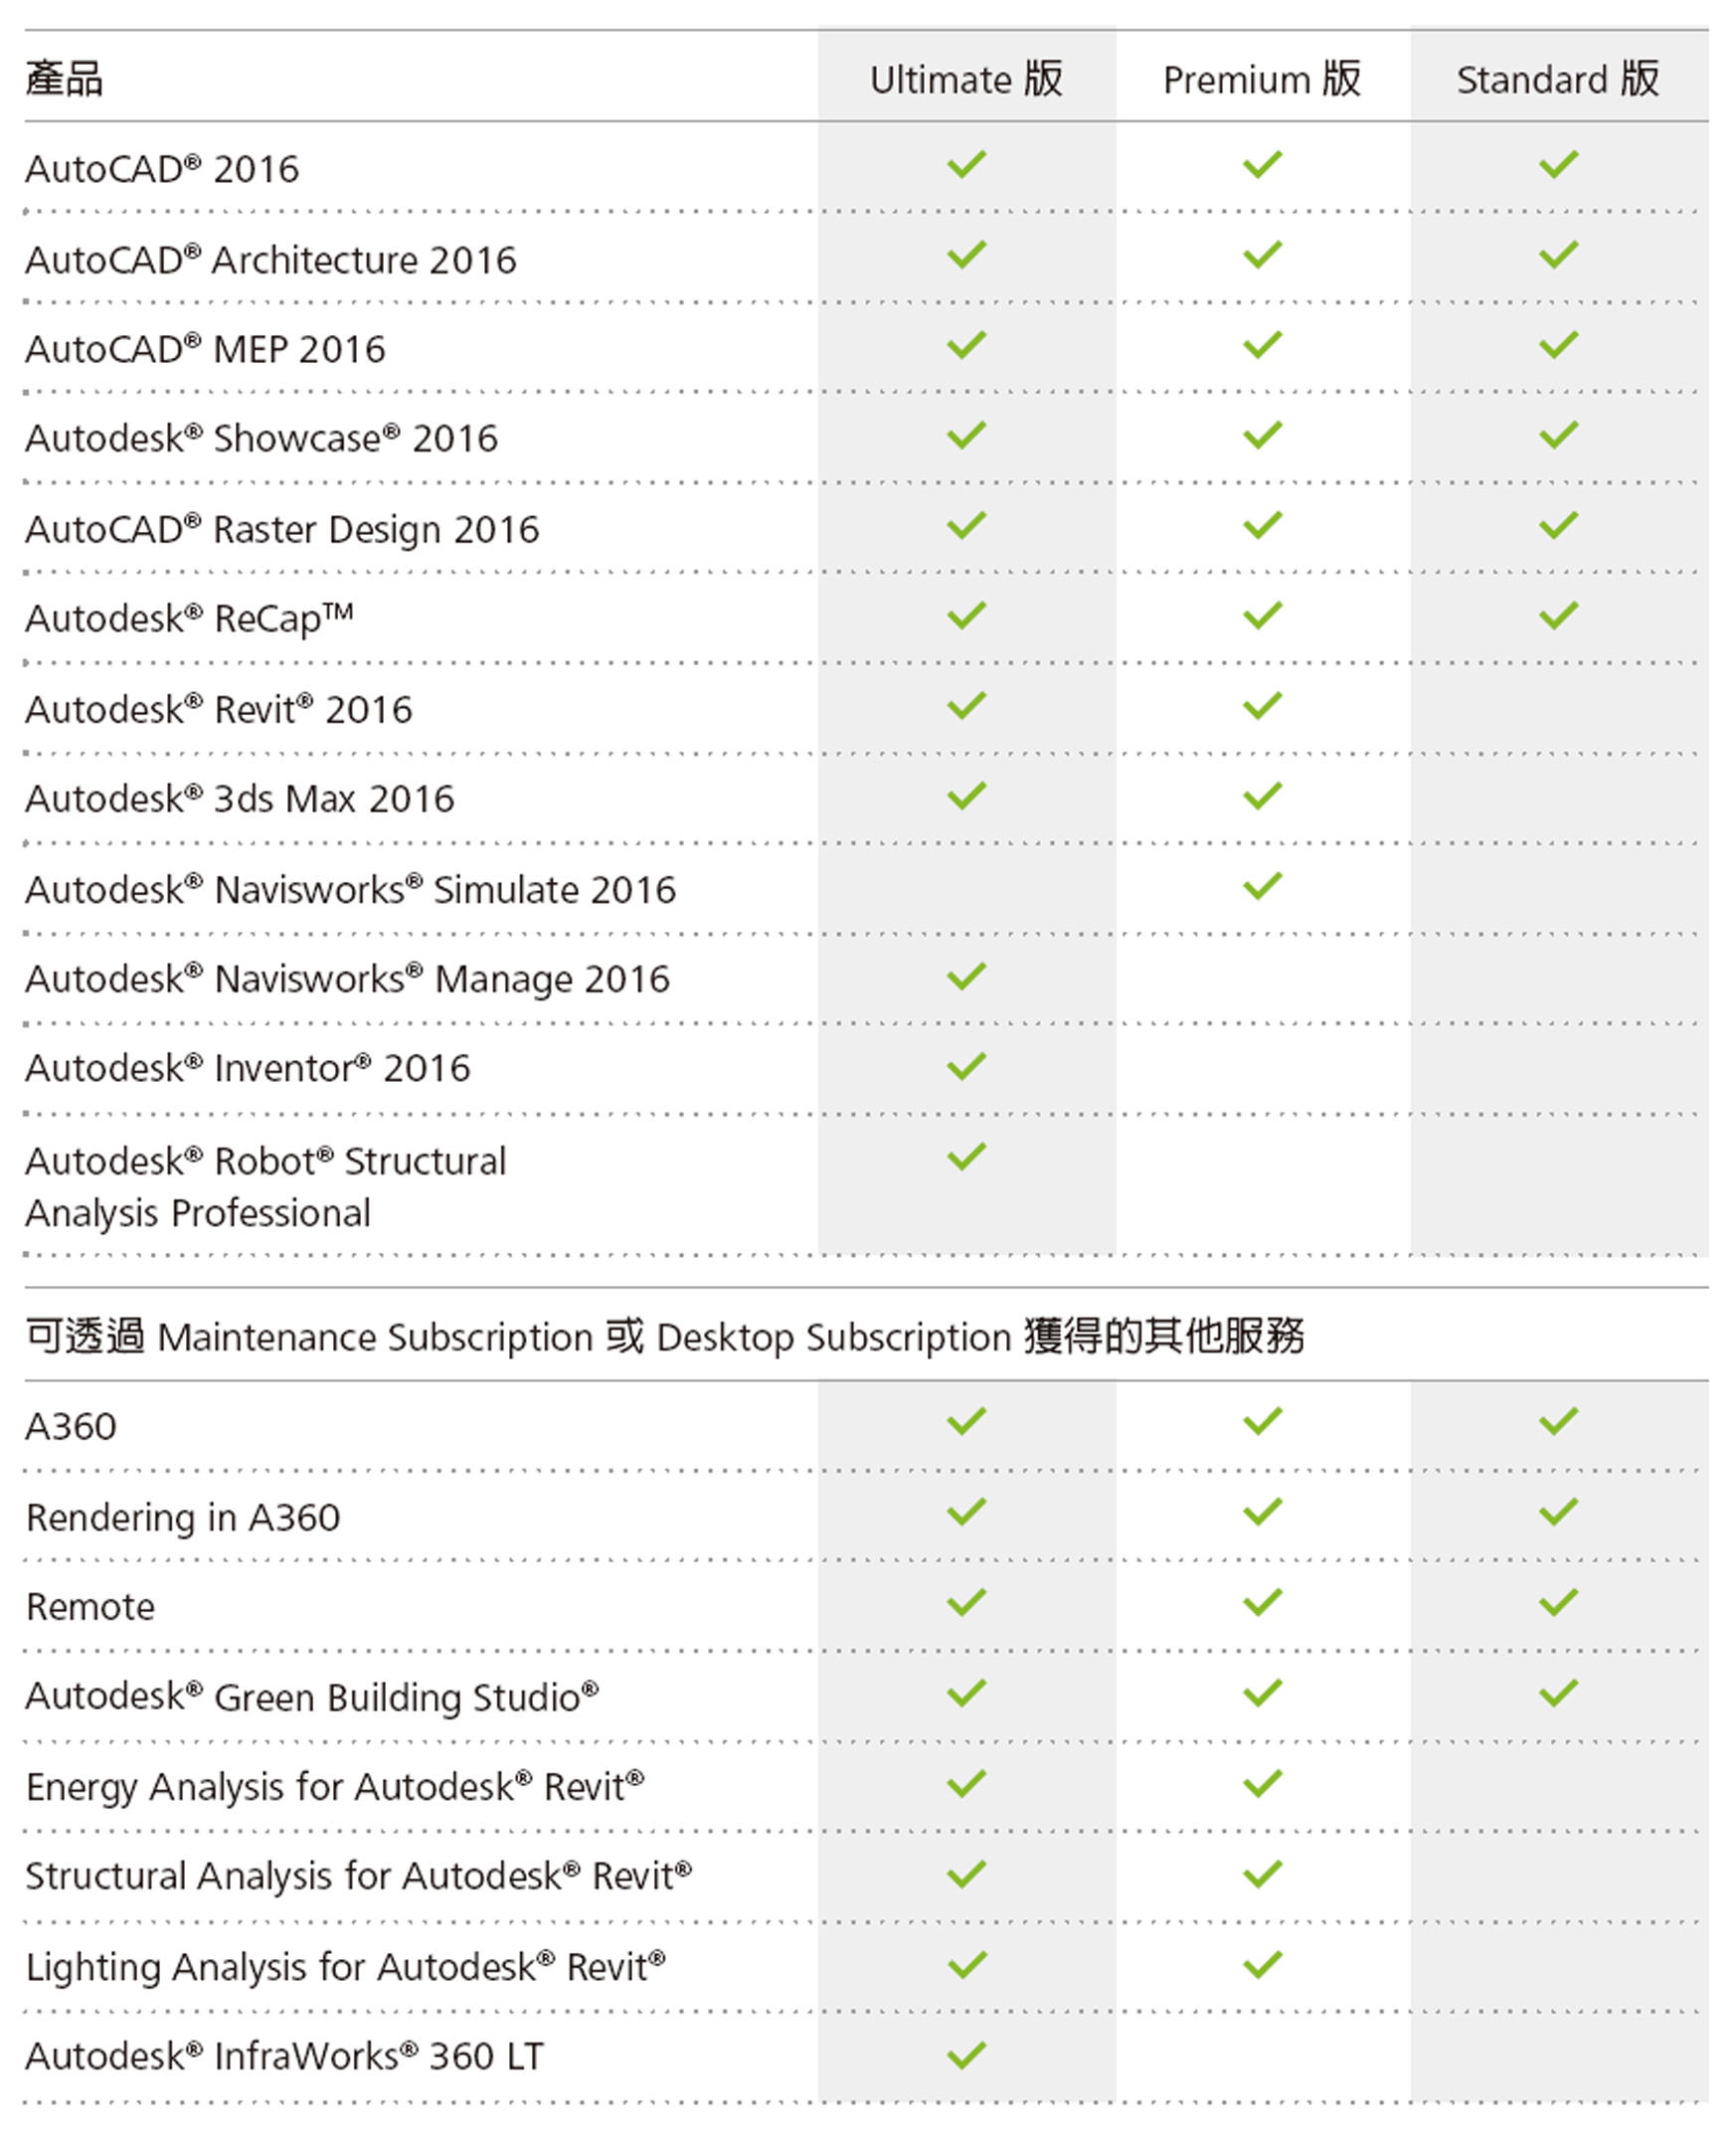 產品 Ultimate 版 Premium 版 Standard 版
AutoCAD® 2016
AutoCAD® Architecture 2016
AutoCAD® MEP 2016
Autodesk® Showcase® 2016
AutoCAD® Raster Design 2016
Autodesk® ReCap™
Autodesk® Revit® 2016
Autodesk® 3ds Max 2016
Autodesk® Navisworks® Simulate 2016
Autodesk® Navisworks® Manage 2016
Autodesk® Inventor® 2016
Autodesk® Robot® Structural
Analysis Professional
可透過 Maintenance Subscription 或 Desktop Subscription 獲得的其他服務
A360
Rendering in A360
Remote
Autodesk® Green Building Studio®
Energy Analysis for Autodesk® Revit®
Structural Analysis for Autodesk® Revit®
Lighting Analysis for Autodesk® Revit®
Autodesk® InfraWorks® 360 LT